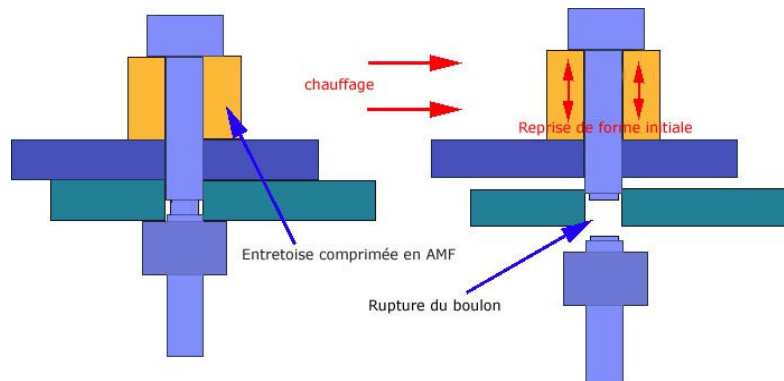 chauffage
Reprise de forme initiale
Entretoise comprimée en AMF
Rupture du boulon